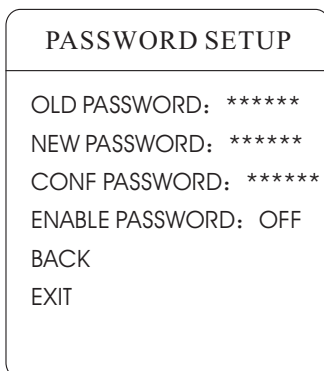 PASSWORD SETUP
OLD PASSWORD：******
NEW PASSWORD：******
CONF PASSWORD：******
ENABLE PASSWORD：OFF
BACK
EXIT